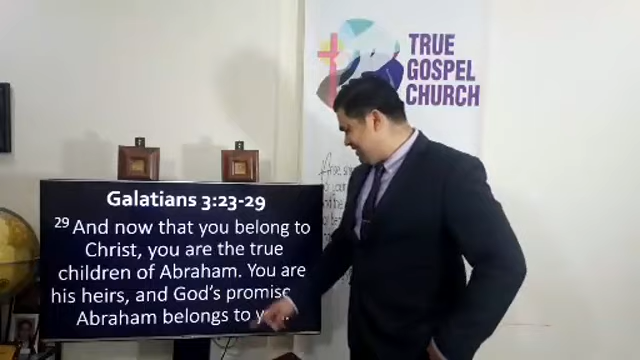 TRUE
GOSPEL
CHURCH
Galatians 3:23-29
29 And now that you belong to
Christ, you are the true
children of Abraham. You are
his heirs, and God's promise
Abraham belongs to